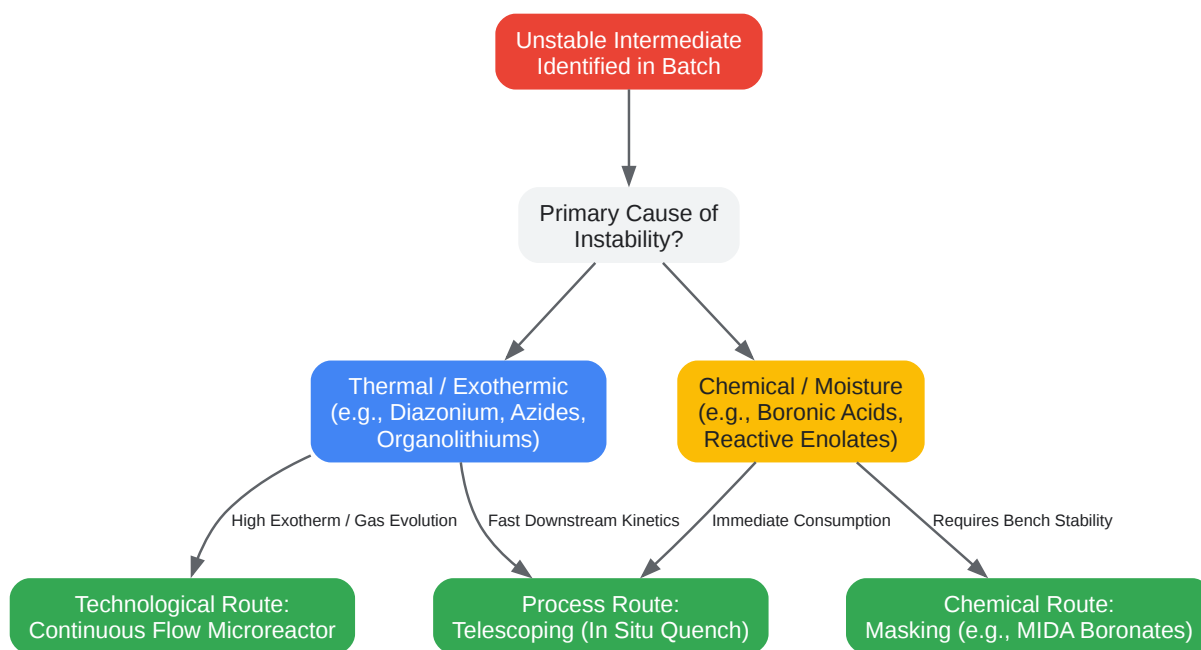 Unstable Intermediate
Identified in Batch
Primary Cause of
Instability?
Thermal / Exothermic
(e.g., Diazonium, Azides,
Organolithiums)
Chemical / Moisture
(e.g., Boronic Acids,
Reactive Enolates)
High Exotherm / Gas Evolution
Fast Downstream Kinetics
Immediate Consumption
Requires Bench Stability
Technological Route:
Continuous Flow Microreactor
Process Route:
Telescoping (In Situ Quench)
Chemical Route:
Masking (e.g., MIDA Boronates)